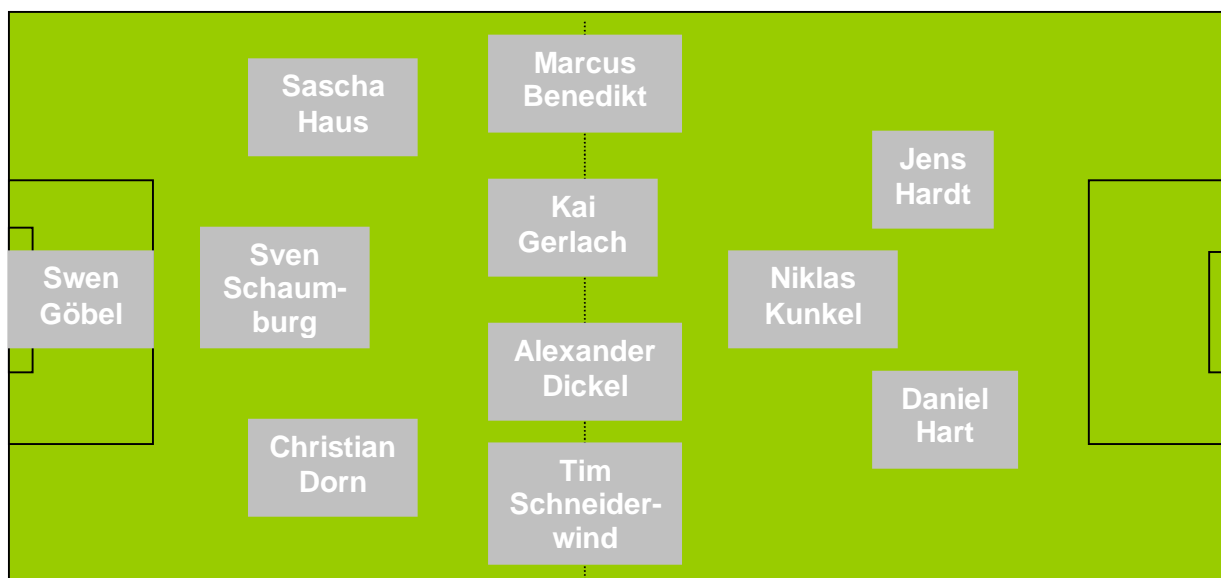 Marcus
Benedikt
Sascha
Haus
Jens
Hardt
Kai
Gerlach
Sven
Schaum-
burg
Swen
Göbel
Niklas
Kunkel
Alexander
Dickel
Daniel
Hart
Christian
Dorn
Tim
Schneider-
wind